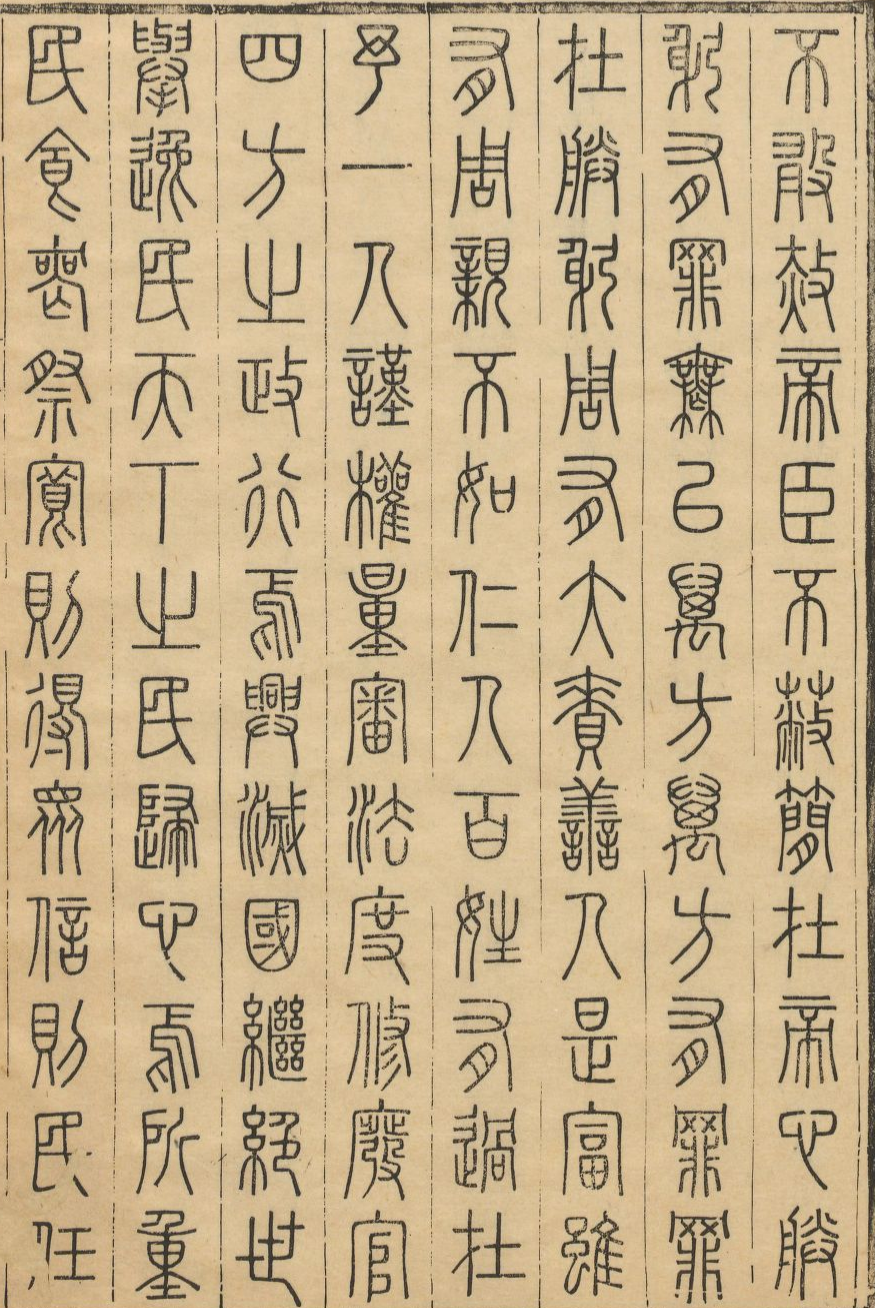 不敢赦帝臣不蔽簡在帝心朕
躬有罪無以萬方萬方有罪罪
在朕躬周有大賚善人是富雖
有周親不如仁人百姓有過在
予一人謹權量審法度修廢官
四方之政行焉興滅國繼絕世
舉逸民天下之民歸心焉所重
民食喪祭寬則得眾信則民任